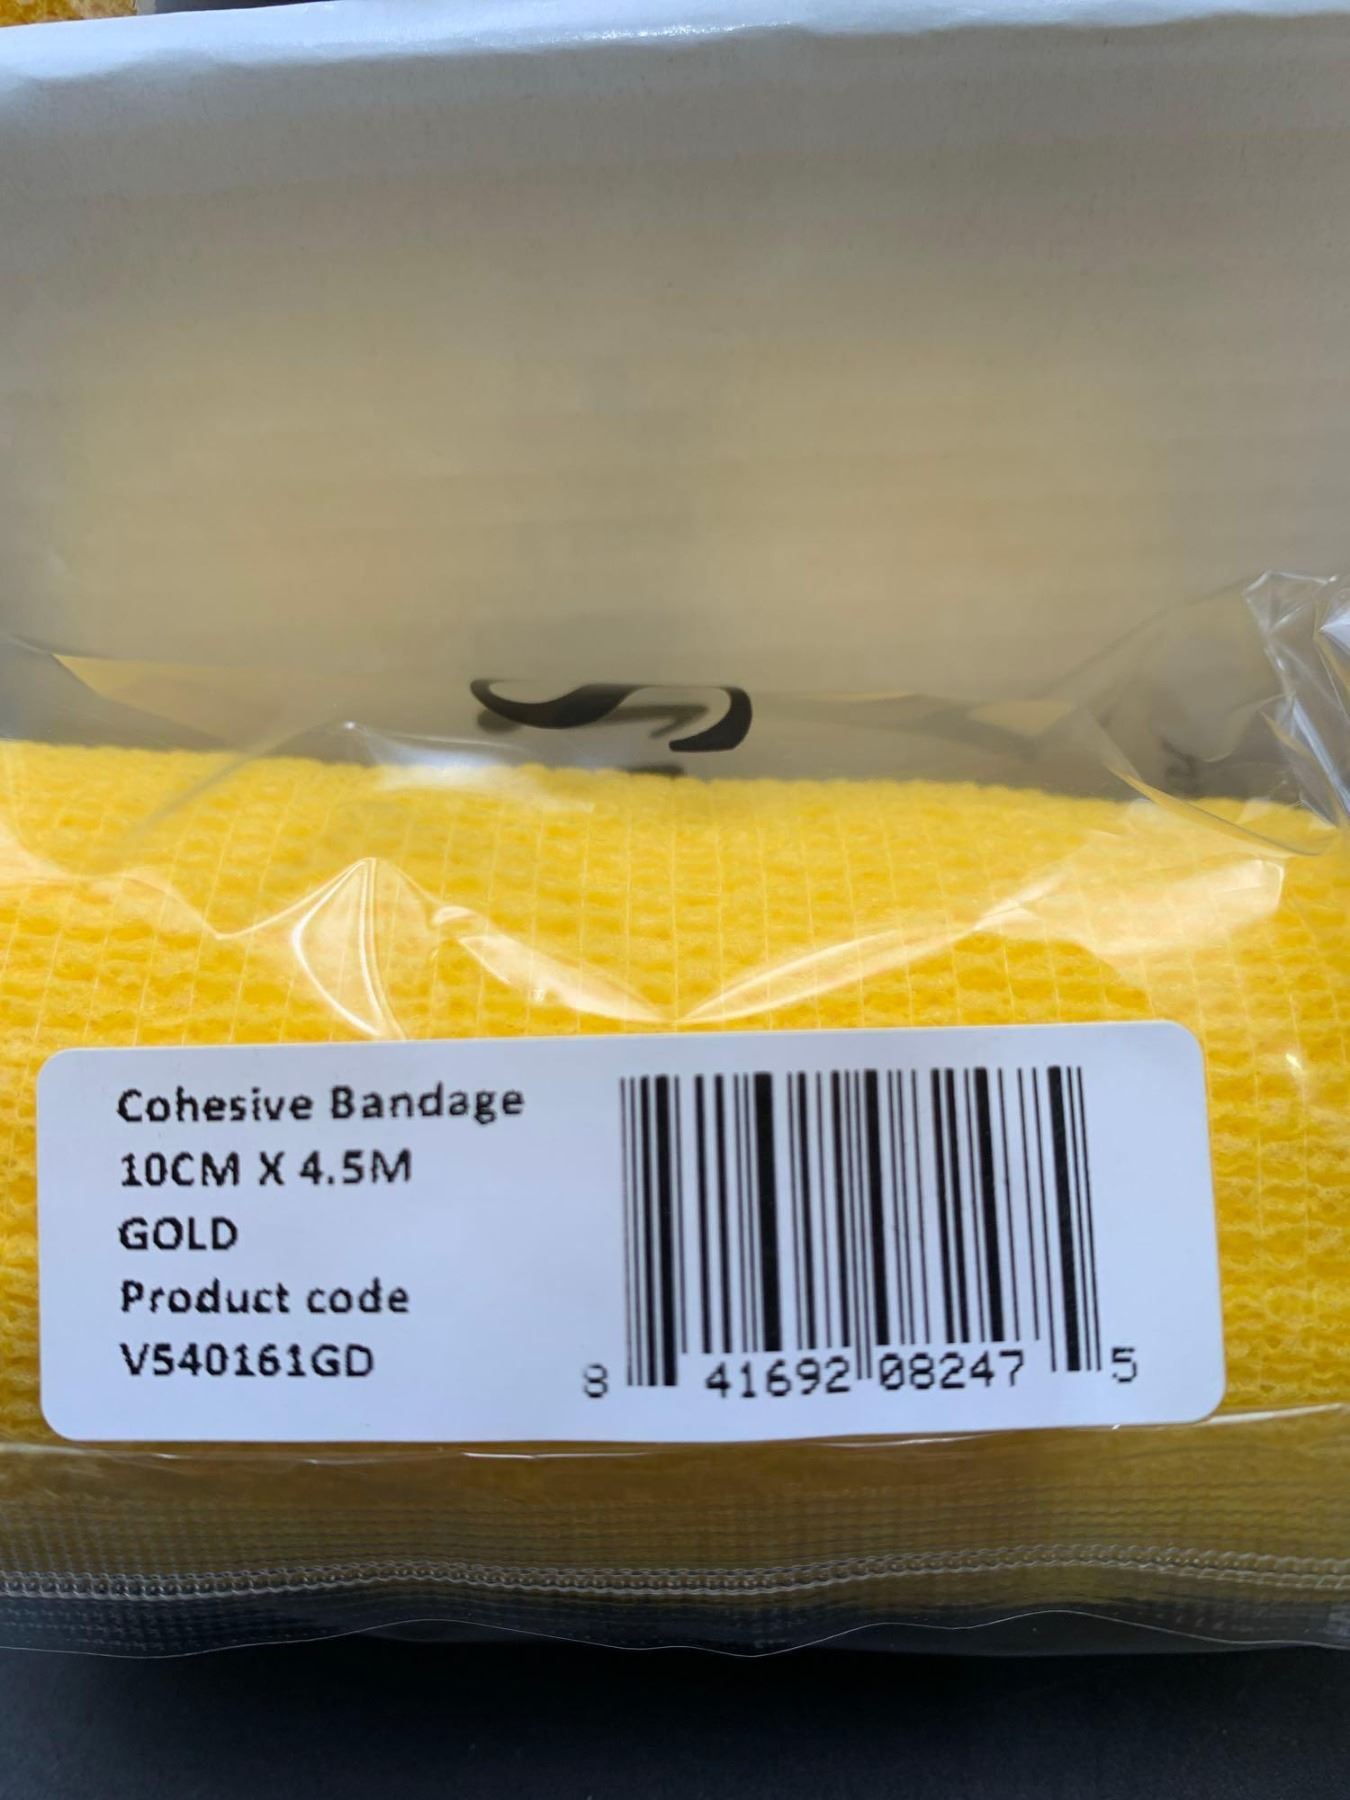 Cohesive Bandage
10CM X 4.5M
GOLD
Product code
V540161GD
8 41692 08247 5